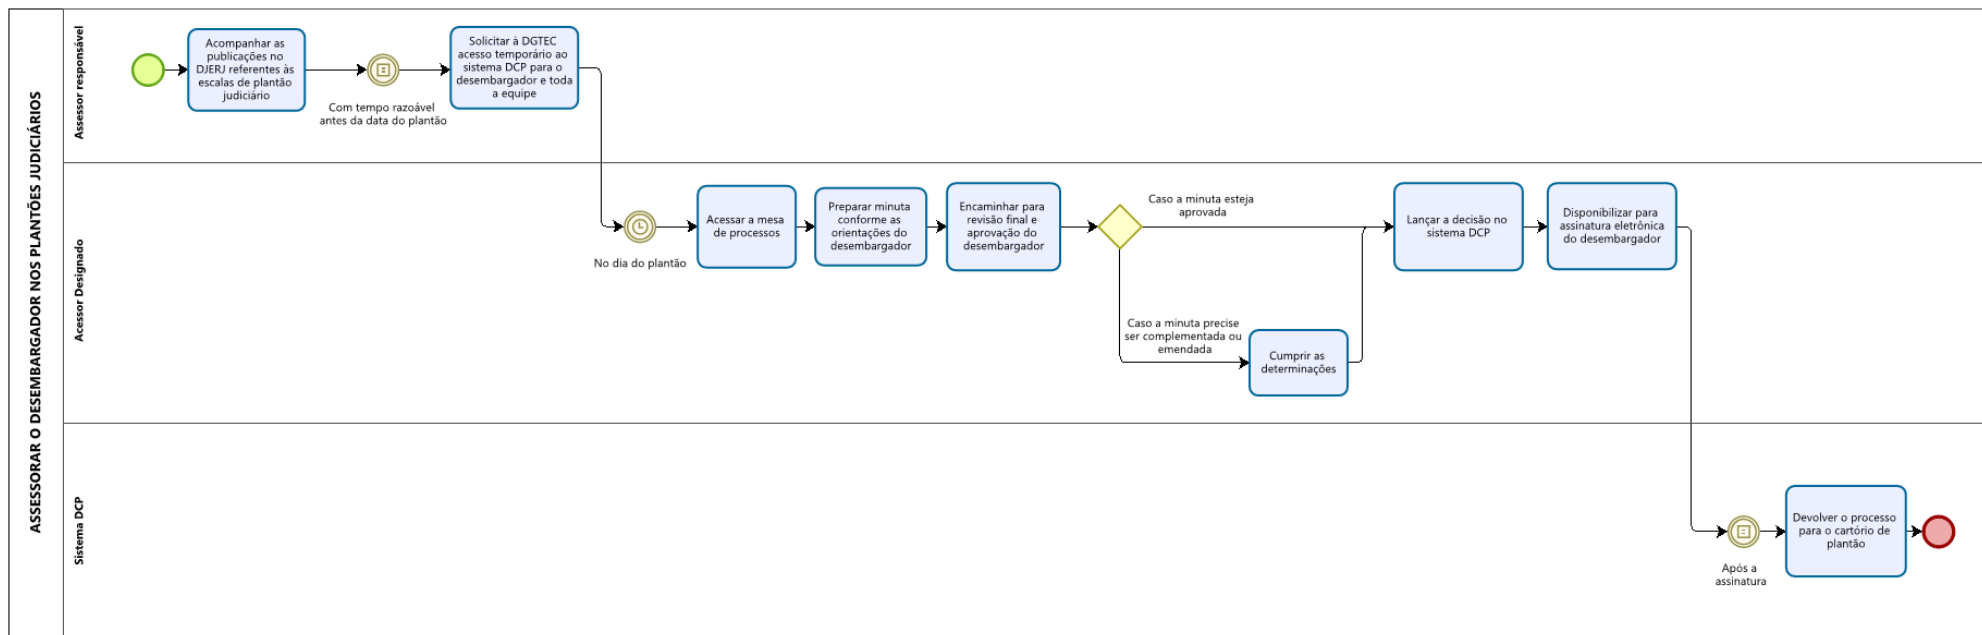 ASSESSORAR O DESEMBARGADOR NOS PLANTÕES JUDICIÁRIOS
Assessor responsável
Acompanhar as
publicações no
DJERJ referentes às
escalas de plantão
judiciário
Com tempo razoável
antes da data do plantão
Solicitar à DGTEC
acesso temporário ao
sistema DCP para o
desembargador e toda
a equipe
Acessor Designado
No dia do plantão
Acessar a mesa
de processos
Preparar minuta
conforme as
orientações do
desembargador
Encaminhar para
revisão final e
aprovação do
desembargador
Caso a minuta esteja
aprovada
Caso a minuta precise
ser complementada ou
emendada
Cumprir as
determinações
Lançar a decisão no
sistema DCP
Disponibilizar para
assinatura eletrônica
do desembargador
Sistema DCP
Após a
assinatura
Devolver o processo
para o cartório de
plantão